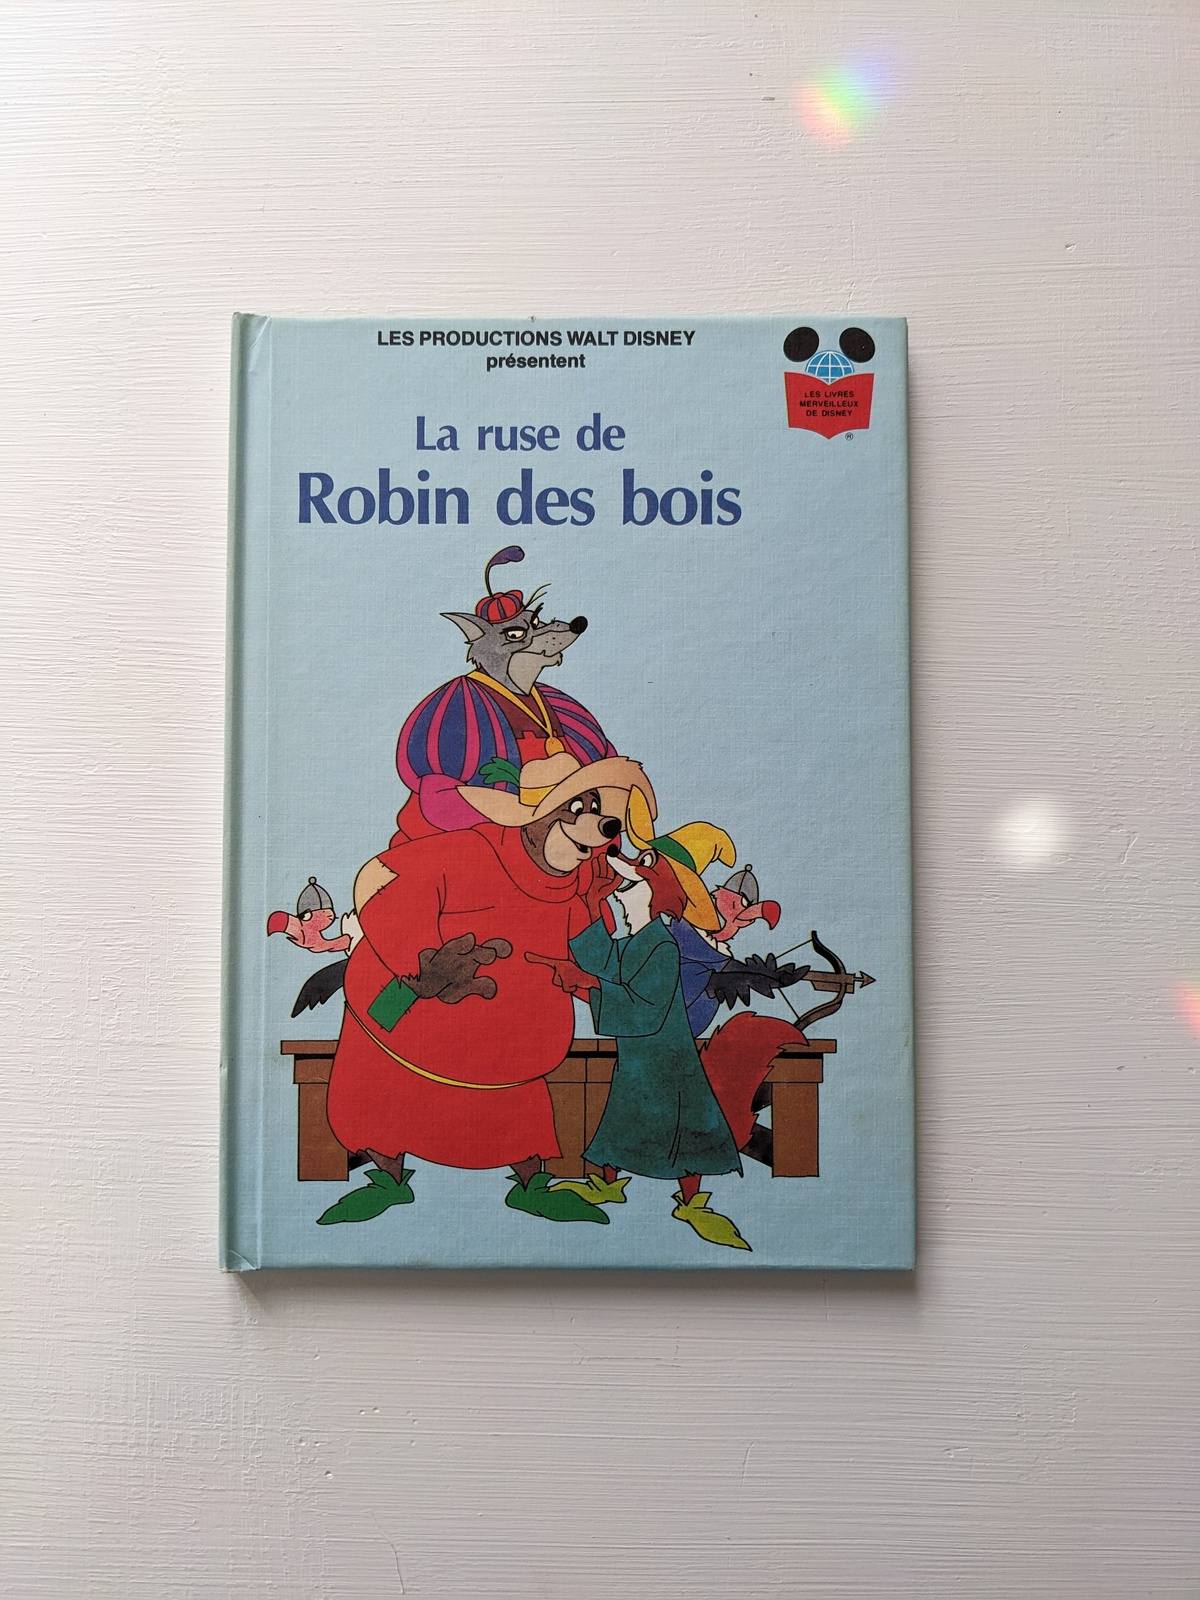 LES PRODUCTIONS WALT DISNEY
présentent
LES LIVRES
MERVEILLEUX
DE DISNEY
®
La ruse de
Robin des bois